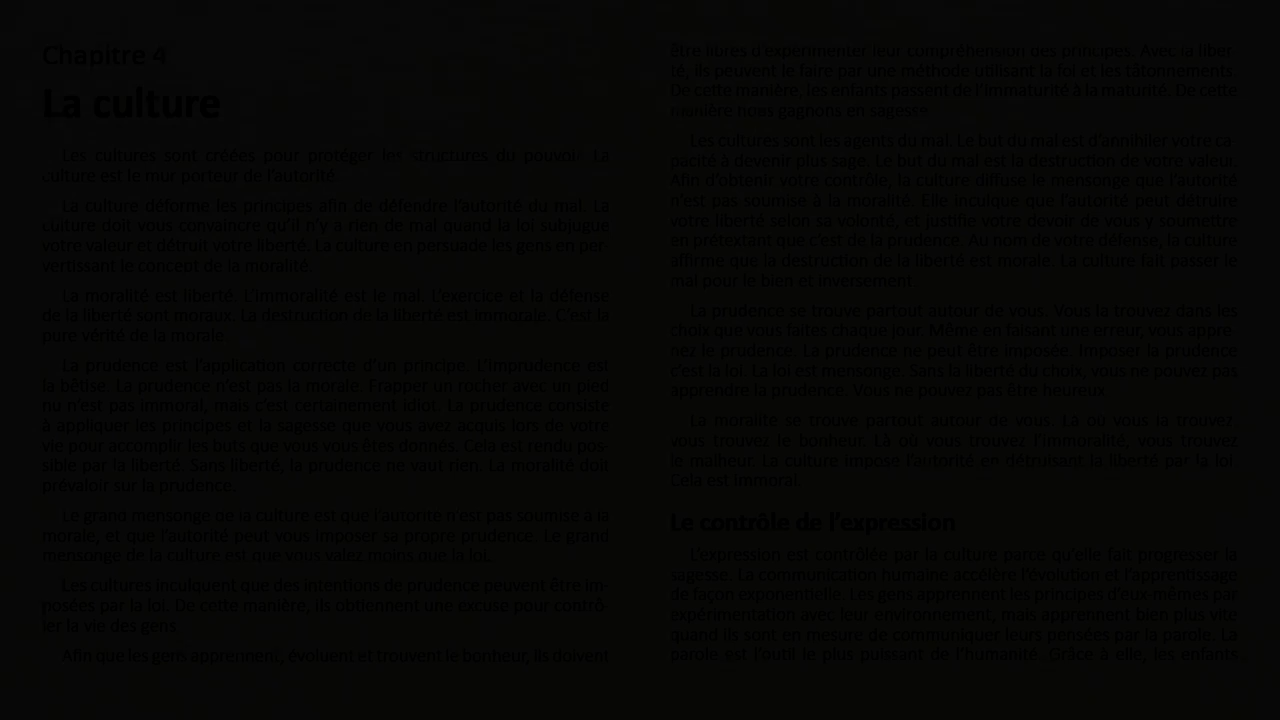 Chapitre 4
La culture
Les cultures sont créées pour protéger les structures du pouvoir. La
culture est le mur porteur de l'autorité.
La culture déforme les principes afin de défendre l'autorité du mal. La
culture doit vous convaincre qu'il n'y a rien de mal quand la loi subjugue
votre valeur et détruit votre liberté. La culture en persuade les gens en per-
vertissant le concept de la moralité.
La moralité est liberté. L'immoralité est le mal. L'exercice et la défense
de la liberté sont moraux. La destruction de la liberté est immorale. C'est la
pure vérité de la morale.
La prudence est l'application correcte d'un principe. L'imprudence est
la bêtise. La prudence n'est pas la morale. Frapper un rocher avec un pied
nu n'est pas immoral, mais c'est certainement idiot. La prudence consiste
à appliquer les principes et la sagesse que vous avez acquis lors de votre
vie pour accomplir les buts que vous vous êtes donnés. Cela est rendu pos-
sible par la liberté. Sans liberté, la prudence ne vaut rien. La moralité doit
prévaloir sur la prudence.
Le grand mensonge de la culture est que l'autorité n'est pas soumise à la
morale, et que l'autorité peut vous imposer sa propre prudence. Le grand
mensonge de la culture est que vous valez moins que la loi.
Les cultures inculquent que des intentions de prudence peuvent être im-
posées par la loi. De cette manière, ils obtiennent une excuse pour contrô-
ler la vie des gens.
Afin que les gens apprennent, évoluent et trouvent le bonheur, ils doivent
être libres d'expérimenter leur compréhension des principes. Avec la liber-
té, ils peuvent le faire par une méthode utilisant la foi et les tâtonnements.
De cette manière, les enfants passent de l'immaturité à la maturité. De cette
manière nous gagnons en sagesse.
Les cultures sont les agents du mal. Le but du mal est d'annihiler votre ca-
pacité à devenir plus sage. Le but du mal est la destruction de votre valeur.
Afin d'obtenir votre contrôle, la culture diffuse le mensonge que l'autorité
n'est pas soumise à la moralité. Elle inculque que l'autorité peut détruire
votre liberté selon sa volonté, et justifie votre devoir de vous y soumettre
en prétextant que c'est de la prudence. Au nom de votre défense, la culture
affirme que la destruction de la liberté est morale. La culture fait passer le
mal pour le bien et inversement.
La prudence se trouve partout autour de vous. Vous la trouvez dans les
choix que vous faites chaque jour. Même en faisant une erreur, vous appre-
nez le prudence. La prudence ne peut être imposée. Imposer la prudence
c'est la loi. La loi est mensonge. Sans la liberté du choix, vous ne pouvez pas
apprendre la prudence. Vous ne pouvez pas être heureux.
La moralité se trouve partout autour de vous. Là où vous la trouvez,
vous trouvez le bonheur. Là où vous trouvez l'immoralité, vous trouvez
le malheur. La culture impose l'autorité en détruisant la liberté par la loi.
Cela est immoral.
Le contrôle de l'expression
L'expression est contrôlée par la culture parce qu'elle fait progresser la
sagesse. La communication humaine accélère l'évolution et l'apprentissage
de façon exponentielle. Les gens apprennent les principes d'eux-mêmes par
expérimentation avec leur environnement, mais apprennent bien plus vite
quand ils sont en mesure de communiquer leurs pensées par la parole. La
parole est l'outil le plus puissant de l'humanité. Grâce à elle, les enfants